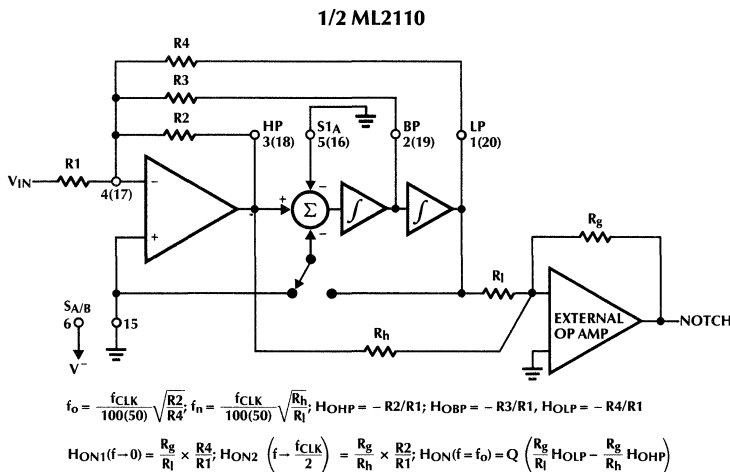 1/2 ML2110
R4
R3
R2
HP
3(18)
S1A
5(16)
BP
2(19)
LP
1(20)
R1
VIN
4(17)
−
+
+
−
Σ
−
∫
∫
Rg
Rl
Rh
EXTERNAL
OP AMP
NOTCH
SA/B
6
15
V−
fo = fCLK/100(50) √(R2/R4); fn = fCLK/100(50) √(Rh/Rl); HOHP = − R2/R1; HOBP = − R3/R1, HOLP = − R4/R1
HON1(f→0) = Rg/Rl × R4/R1; HON2 (f→ fCLK/2) = Rg/Rh × R2/R1; HON(f = fo) = Q (Rg/Rl HOLP − Rg/Rh HOHP)